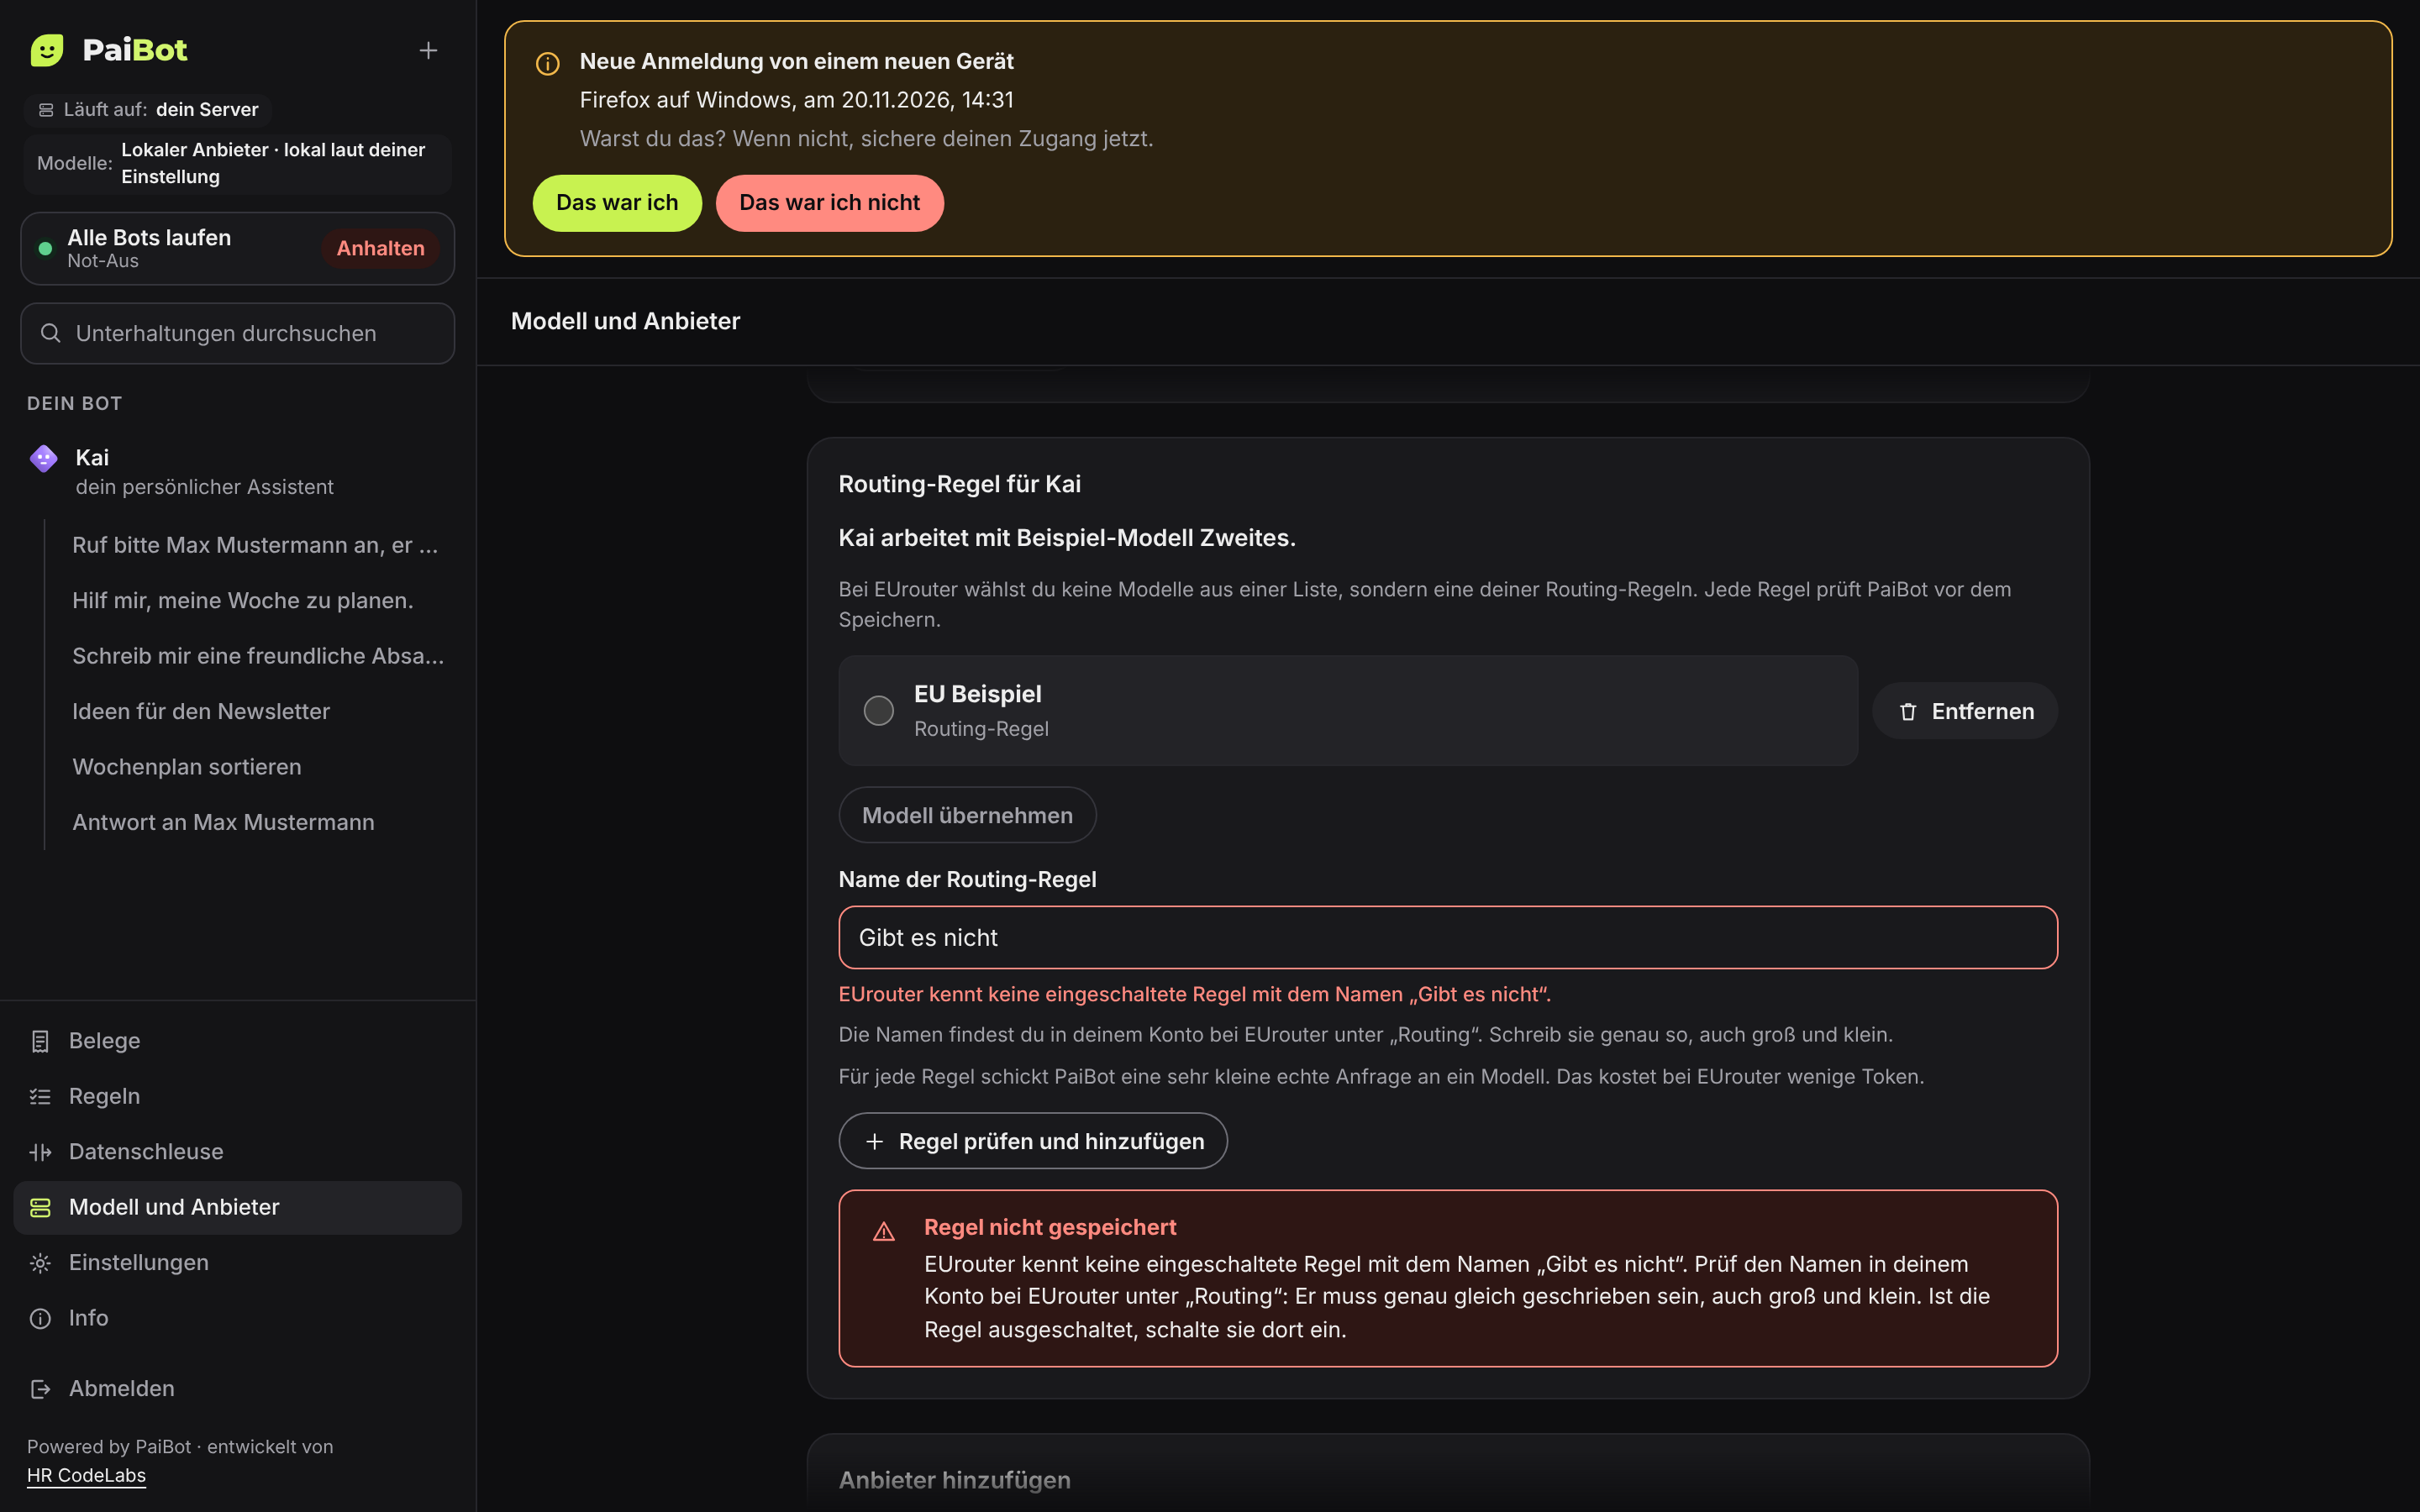 PaiBot
Läuft auf: dein Server
Modelle: Lokaler Anbieter · lokal laut deiner
Einstellung
Alle Bots laufen
Not-Aus
Anhalten
Unterhaltungen durchsuchen
DEIN BOT
Kai
dein persönlicher Assistent
Ruf bitte Max Mustermann an, er ...
Hilf mir, meine Woche zu planen.
Schreib mir eine freundliche Absa...
Ideen für den Newsletter
Wochenplan sortieren
Antwort an Max Mustermann
Belege
Regeln
Datenschleuse
Modell und Anbieter
Einstellungen
Info
Abmelden
Powered by PaiBot · entwickelt von
HR CodeLabs
Neue Anmeldung von einem neuen Gerät
Firefox auf Windows, am 20.11.2026, 14:31
Warst du das? Wenn nicht, sichere deinen Zugang jetzt.
Das war ich
Das war ich nicht
Modell und Anbieter
Routing-Regel für Kai
Kai arbeitet mit Beispiel-Modell Zweites.
Bei EUrouter wählst du keine Modelle aus einer Liste, sondern eine deiner Routing-Regeln. Jede Regel prüft PaiBot vor dem
Speichern.
EU Beispiel
Routing-Regel
Entfernen
Modell übernehmen
Name der Routing-Regel
Gibt es nicht
EUrouter kennt keine eingeschaltete Regel mit dem Namen „Gibt es nicht“.
Die Namen findest du in deinem Konto bei EUrouter unter „Routing“. Schreib sie genau so, auch groß und klein.
Für jede Regel schickt PaiBot eine sehr kleine echte Anfrage an ein Modell. Das kostet bei EUrouter wenige Token.
Regel prüfen und hinzufügen
Regel nicht gespeichert
EUrouter kennt keine eingeschaltete Regel mit dem Namen „Gibt es nicht“. Prüf den Namen in deinem
Konto bei EUrouter unter „Routing“: Er muss genau gleich geschrieben sein, auch groß und klein. Ist die
Regel ausgeschaltet, schalte sie dort ein.
Anbieter hinzufügen